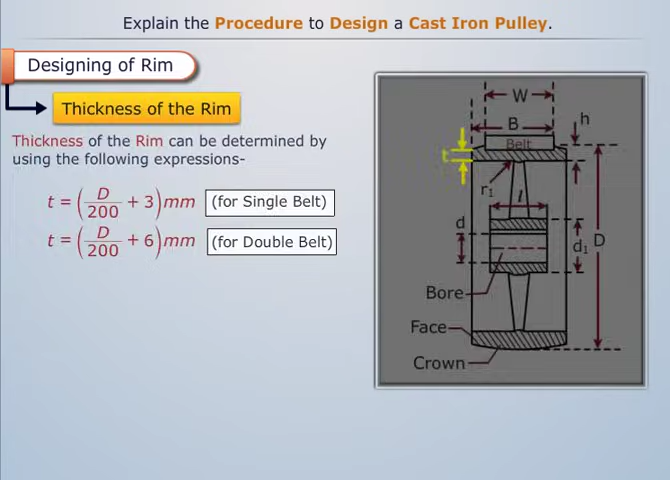 Explain the Procedure to Design a Cast Iron Pulley.
Designing of Rim
Thickness of the Rim
Thickness of the Rim can be determined by
using the following expressions-
t = (D/200 + 3) mm (for Single Belt)
t = (D/200 + 6) mm (for Double Belt)
W
h
B
Belt
t
r₁
l
d
d₁
D
Bore
Face
Crown